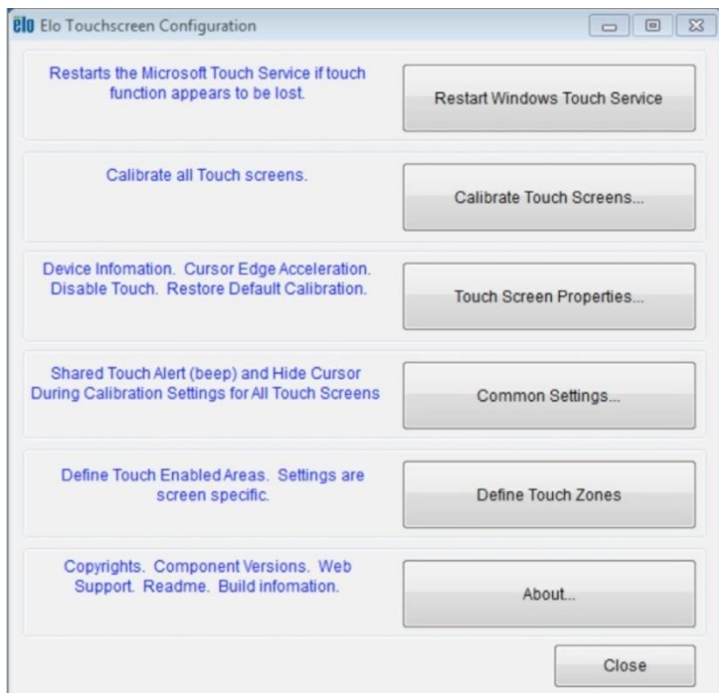 elo Elo Touchscreen Configuration
Restarts the Microsoft Touch Service if touch
function appears to be lost.
Restart Windows Touch Service
Calibrate all Touch screens.
Calibrate Touch Screens...
Device Infomation. Cursor Edge Acceleration.
Disable Touch. Restore Default Calibration.
Touch Screen Properties...
Shared Touch Alert (beep) and Hide Cursor
During Calibration Settings for All Touch Screens
Common Settings...
Define Touch Enabled Areas. Settings are
screen specific.
Define Touch Zones
Copyrights. Component Versions. Web
Support. Readme. Build infomation.
About...
Close